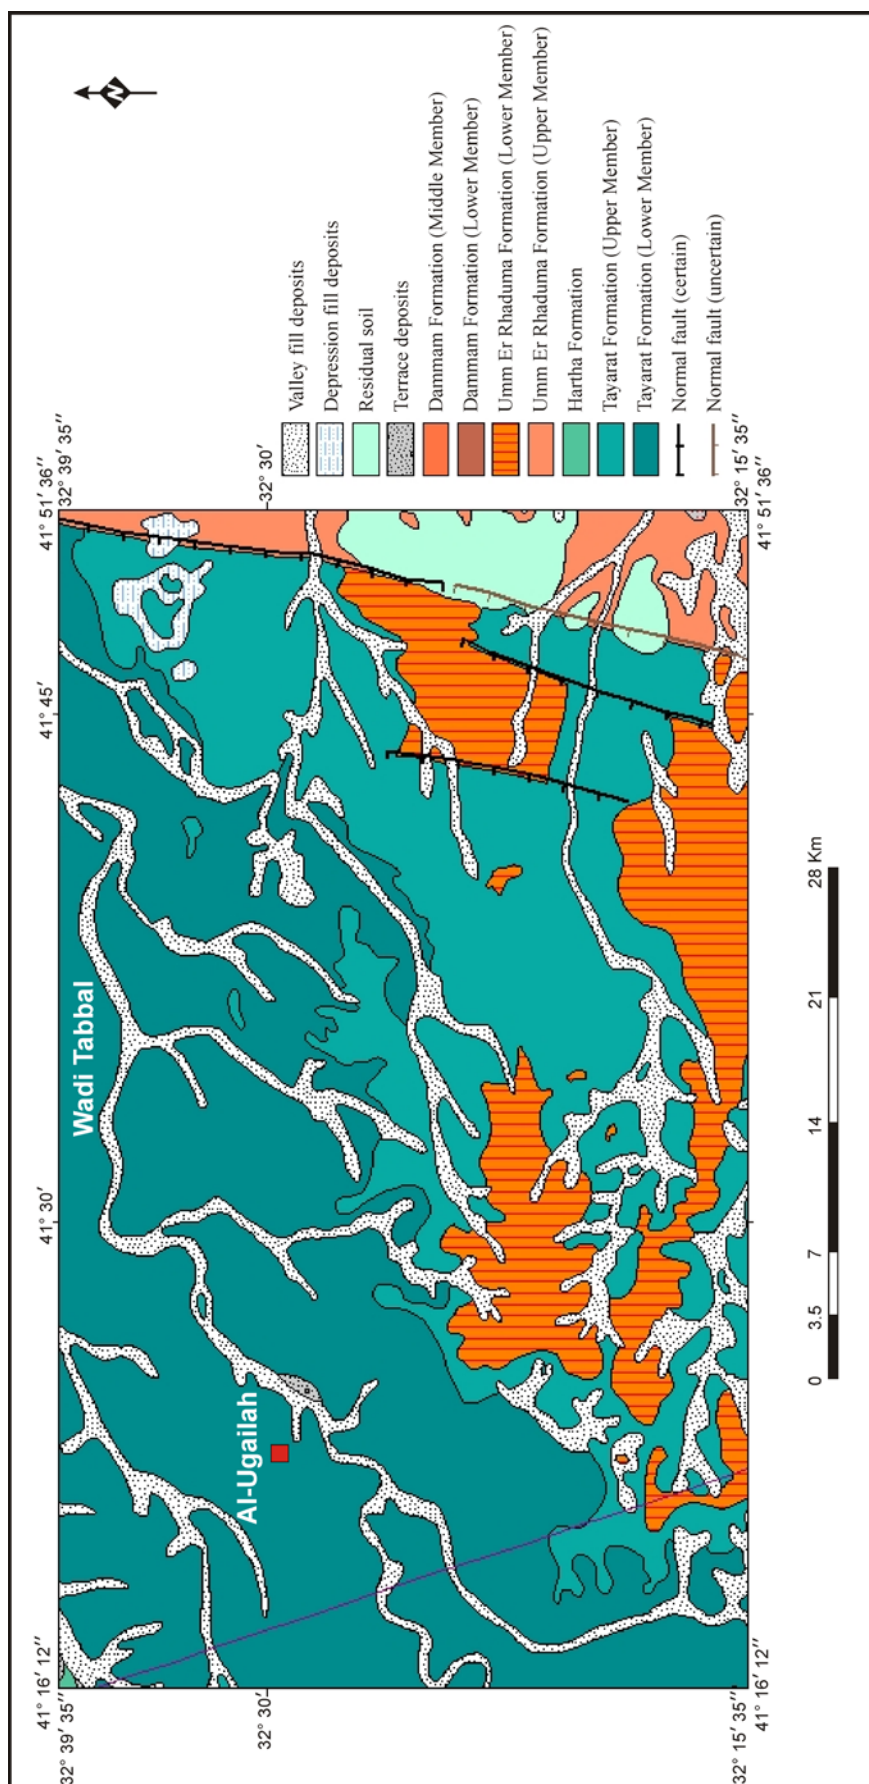 N
Valley fill deposits
Depression fill deposits
Residual soil
Terrace deposits
Dammam Formation (Middle Member)
Dammam Formation (Lower Member)
Umm Er Rhaduma Formation (Lower Member)
Umm Er Rhaduma Formation (Upper Member)
Hartha Formation
Tayarat Formation (Upper Member)
Tayarat Formation (Lower Member)
Normal fault (certain)
Normal fault (uncertain)
41° 16′ 12″
41° 30′
41° 45′
41° 51′ 36″
32° 39′ 35″
32° 39′ 35″
Wadi Tabbal
Al-Ugailah
32° 30′
32° 30′
32° 15′ 35″
32° 15′ 35″
41° 16′ 12″
41° 51′ 36″
0
3.5
7
14
21
28 Km